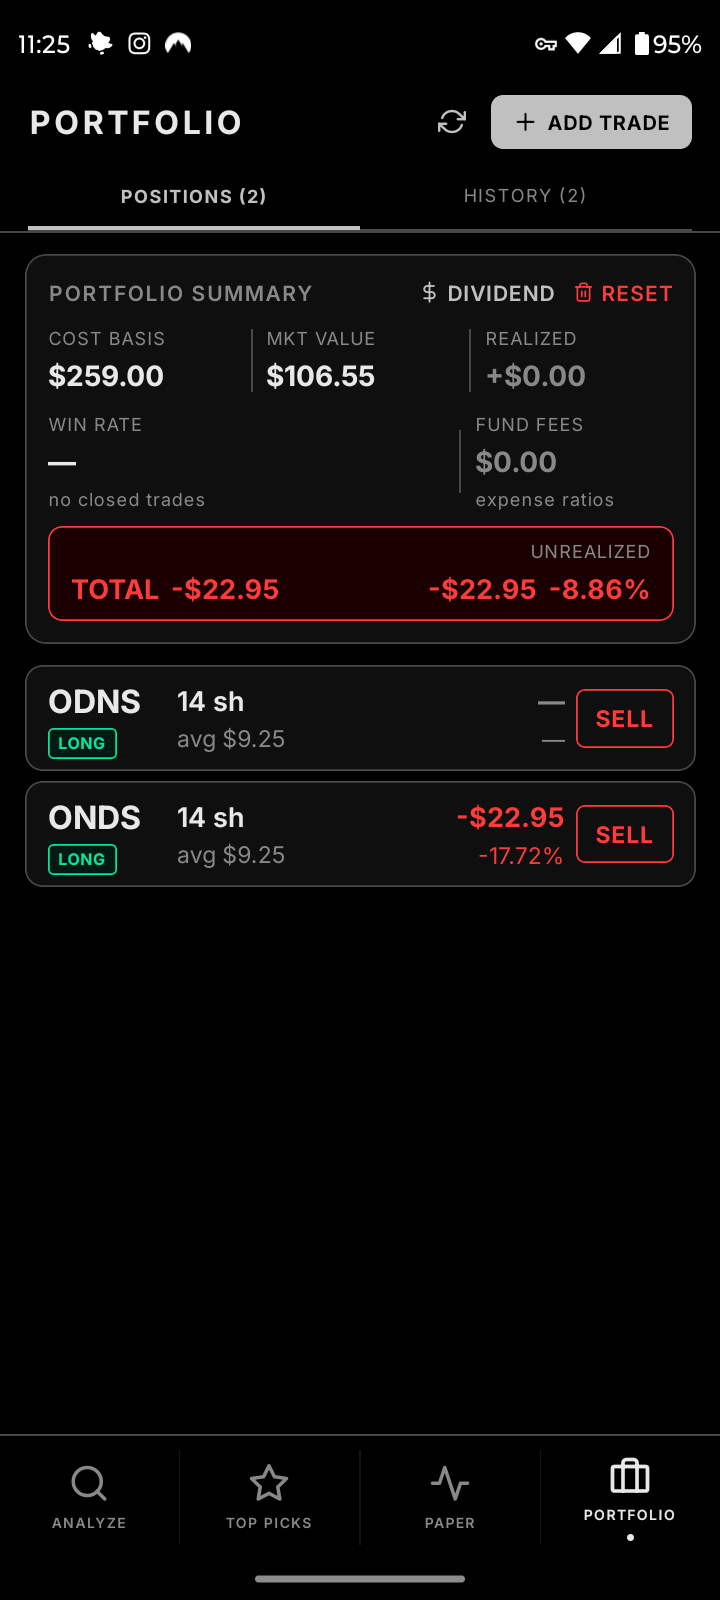 11:25 95%
PORTFOLIO
+ ADD TRADE
POSITIONS (2) HISTORY (2)
PORTFOLIO SUMMARY $ DIVIDEND RESET
COST BASIS MKT VALUE REALIZED
$259.00 $106.55 +$0.00
WIN RATE FUND FEES
— $0.00
no closed trades expense ratios
UNREALIZED
TOTAL -$22.95 -$22.95 -8.86%
ODNS 14 sh — SELL
LONG avg $9.25 —
ONDS 14 sh -$22.95 SELL
LONG avg $9.25 -17.72%
ANALYZE TOP PICKS PAPER PORTFOLIO